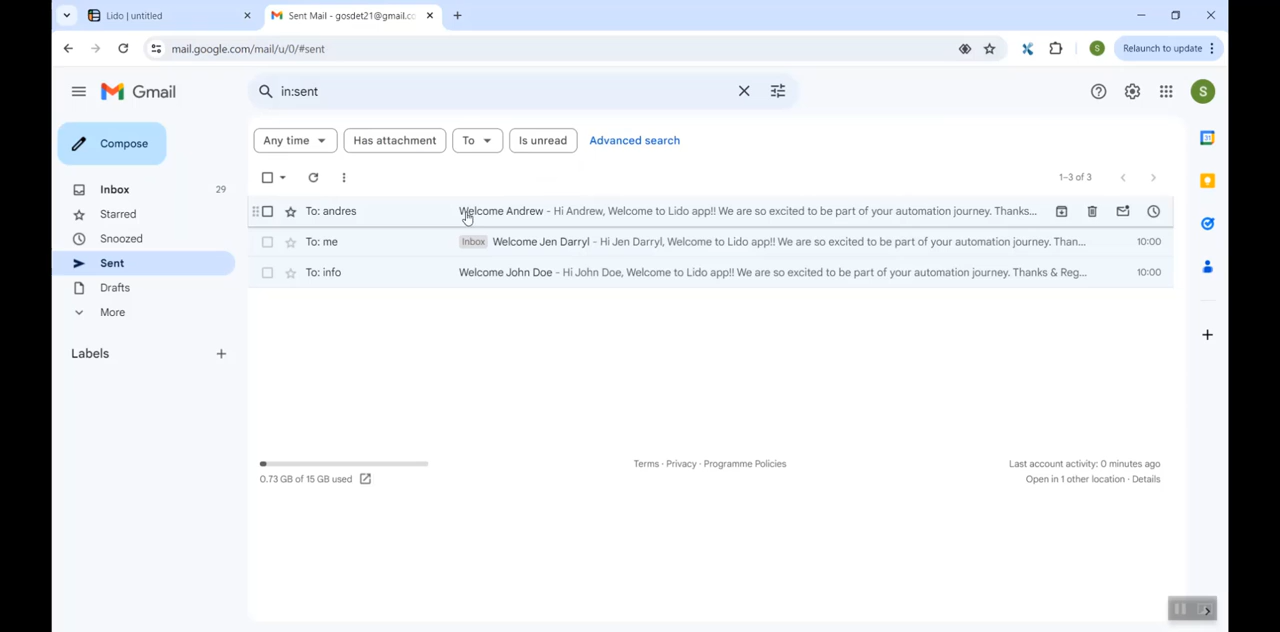 Lido | untitled
Sent Mail - gosdet21@gmail.co
mail.google.com/mail/u/0/#sent
Relaunch to update
Gmail
in:sent
S
Compose
Any time
Has attachment
To
Is unread
Advanced search
1–3 of 3
Inbox 29
Starred
Snoozed
Sent
Drafts
More
Labels
To: andres Welcome Andrew - Hi Andrew, Welcome to Lido app!! We are so excited to be part of your automation journey. Thanks...
To: me Inbox Welcome Jen Darryl - Hi Jen Darryl, Welcome to Lido app!! We are so excited to be part of your automation journey. Than... 10:00
To: info Welcome John Doe - Hi John Doe, Welcome to Lido app!! We are so excited to be part of your automation journey. Thanks & Reg... 10:00
0.73 GB of 15 GB used
Terms · Privacy · Programme Policies
Last account activity: 0 minutes ago
Open in 1 other location · Details